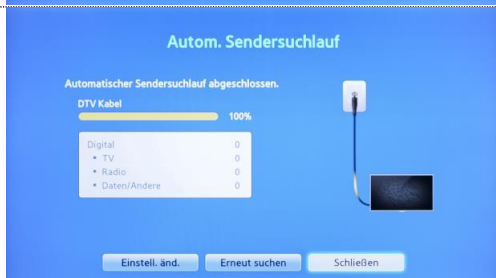 Autom. Sendersuchlauf
Automatischer Sendersuchlauf abgeschlossen.
DTV Kabel
100%
Digital 0
• TV 0
• Radio 0
• Daten/Andere 0
Einstell. änd. Erneut suchen Schließen